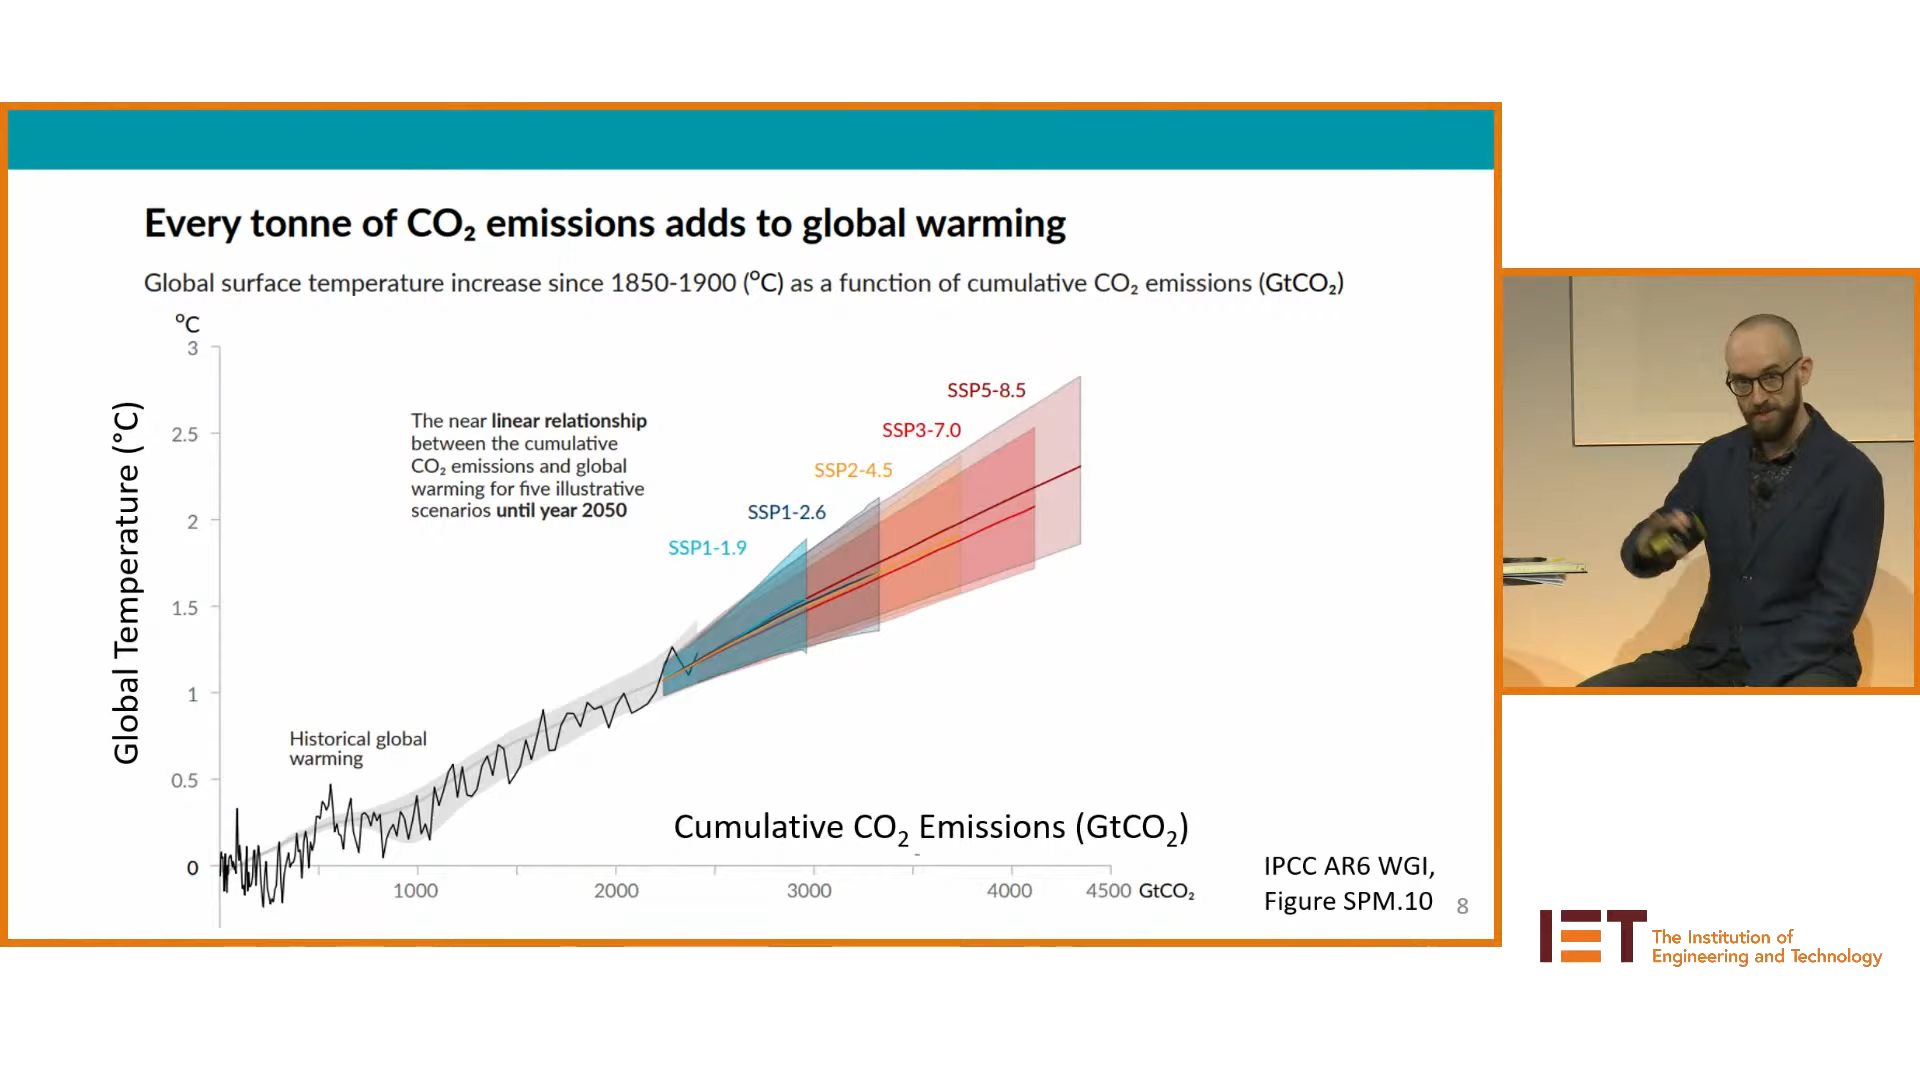 Every tonne of CO₂ emissions adds to global warming
Global surface temperature increase since 1850-1900 (°C) as a function of cumulative CO₂ emissions (GtCO₂)
°C
3
2.5
2
1.5
1
0.5
0
Global Temperature (°C)
The near linear relationship
between the cumulative
CO₂ emissions and global
warming for five illustrative
scenarios until year 2050
SSP5-8.5
SSP3-7.0
SSP2-4.5
SSP1-2.6
SSP1-1.9
Historical global
warming
Cumulative CO₂ Emissions (GtCO₂)
1000
2000
3000
4000
4500 GtCO₂
IPCC AR6 WGI,
Figure SPM.10
8
IET
The Institution of
Engineering and Technology